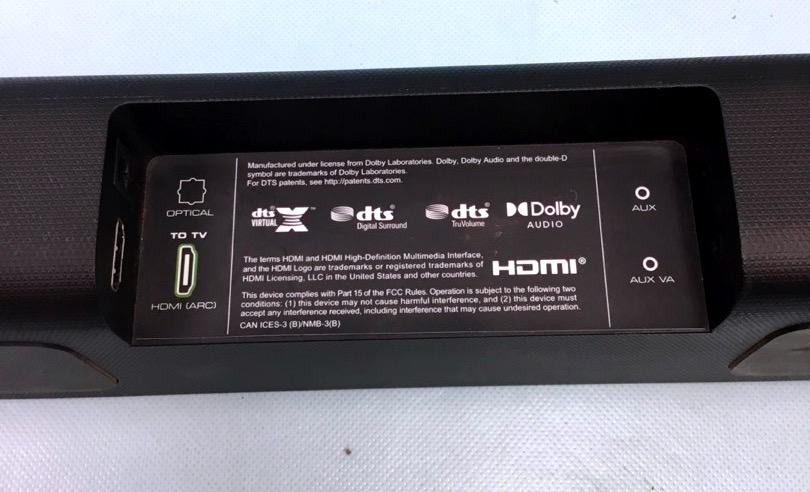 OPTICAL
TO TV
HDMI (ARC)
Manufactured under license from Dolby Laboratories. Dolby, Dolby Audio and the double-D
symbol are trademarks of Dolby Laboratories.
For DTS patents, see http://patents.dts.com.
dts VIRTUAL X™
dts Digital Surround
dts TruVolume
Dolby AUDIO
The terms HDMI and HDMI High-Definition Multimedia Interface,
and the HDMI Logo are trademarks or registered trademarks of
HDMI Licensing, LLC in the United States and other countries.
HDMI®
This device complies with Part 15 of the FCC Rules. Operation is subject to the following two
conditions: (1) this device may not cause harmful interference, and (2) this device must
accept any interference received, including interference that may cause undesired operation.
CAN ICES-3 (B)/NMB-3(B)
AUX
AUX VA